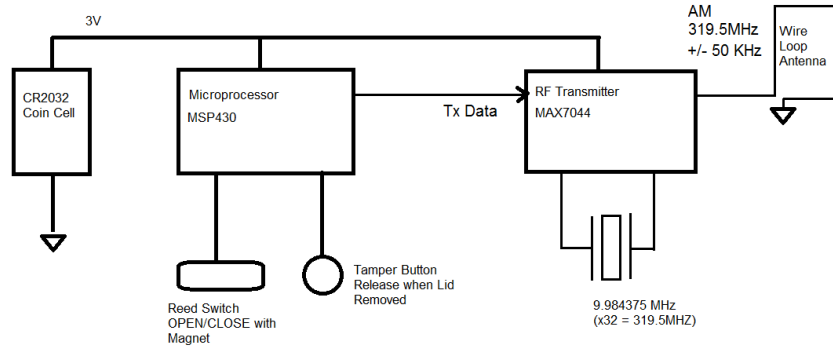 3V
AM
319.5MHz
+/- 50 KHz
Wire
Loop
Antenna
CR2032
Coin Cell
Microprocessor
MSP430
Tx Data
RF Transmitter
MAX7044
Reed Switch
OPEN/CLOSE with
Magnet
Tamper Button
Release when Lid
Removed
9.984375 MHz
(x32 = 319.5MHZ)